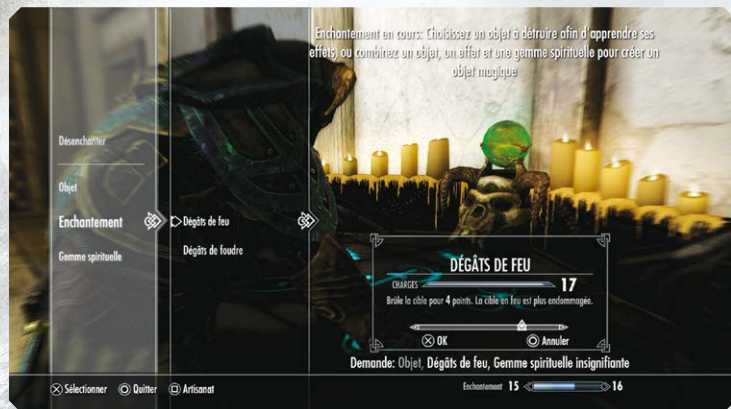 Enchantement en cours: Choisissez un objet à détruire afin d'apprendre ses
effets) ou combinez un objet, un effet et une gemme spirituelle pour créer un
objet magique
Désenchanter
Objet
Enchantement
Gemme spirituelle
Dégâts de feu
Dégâts de foudre
DÉGÂTS DE FEU
CHARGES 17
Brûle la cible pour 4 points. La cible en feu est plus endommagée.
OK Annuler
Demande: Objet, Dégâts de feu, Gemme spirituelle insignifiante
Sélectionner Quitter Artisanat
Enchantement 15 16